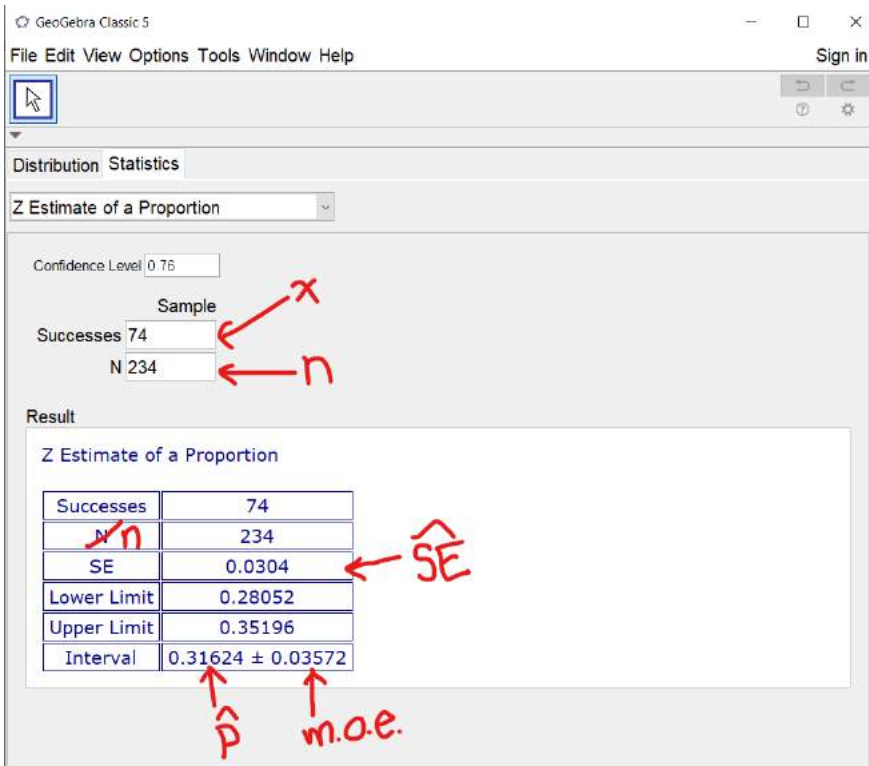 GeoGebra Classic 5
File Edit View Options Tools Window Help
Sign in
Distribution Statistics
Z Estimate of a Proportion
Confidence Level 0.76
x
Sample
Successes 74
N 234
n
Result
Z Estimate of a Proportion
Successes 74
N n 234
SE 0.0304 ŜE
Lower Limit 0.28052
Upper Limit 0.35196
Interval 0.31624 ± 0.03572
p̂ m.o.e.